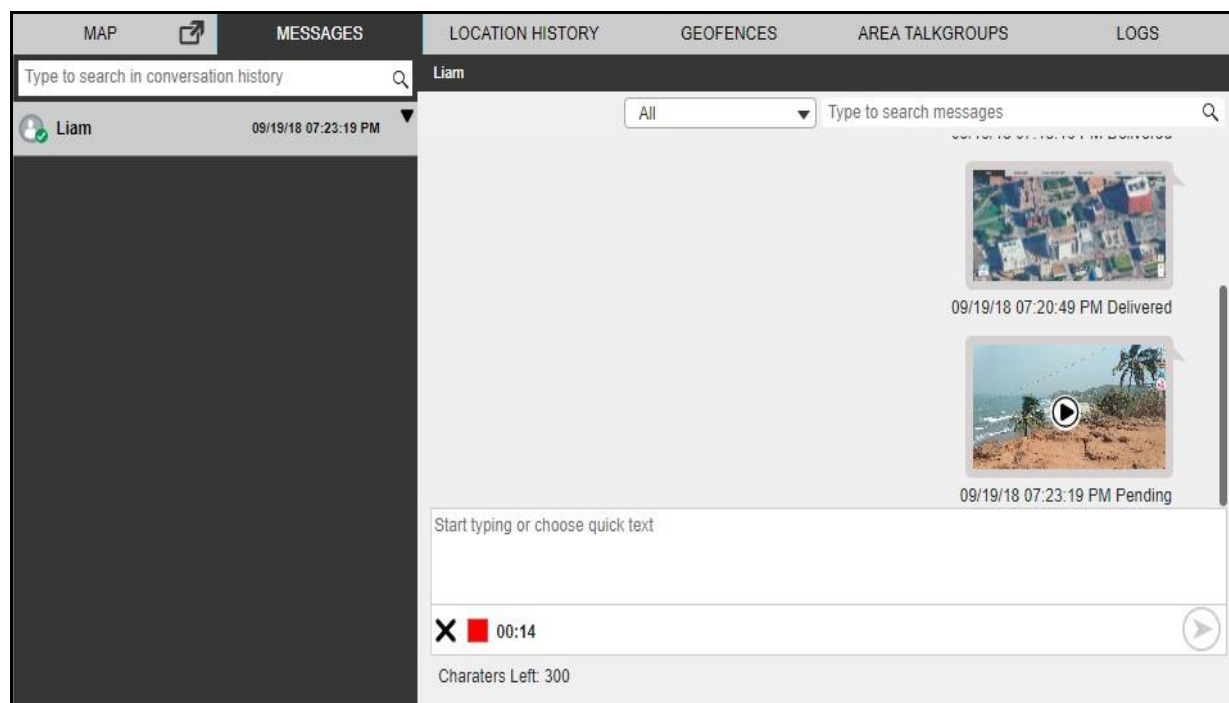 MAP MESSAGES LOCATION HISTORY GEOFENCES AREA TALKGROUPS LOGS
Type to search in conversation history
Liam
Liam 09/19/18 07:23:19 PM
All Type to search messages
09/19/18 07:20:49 PM Delivered
09/19/18 07:23:19 PM Pending
Start typing or choose quick text
00:14
Charaters Left: 300